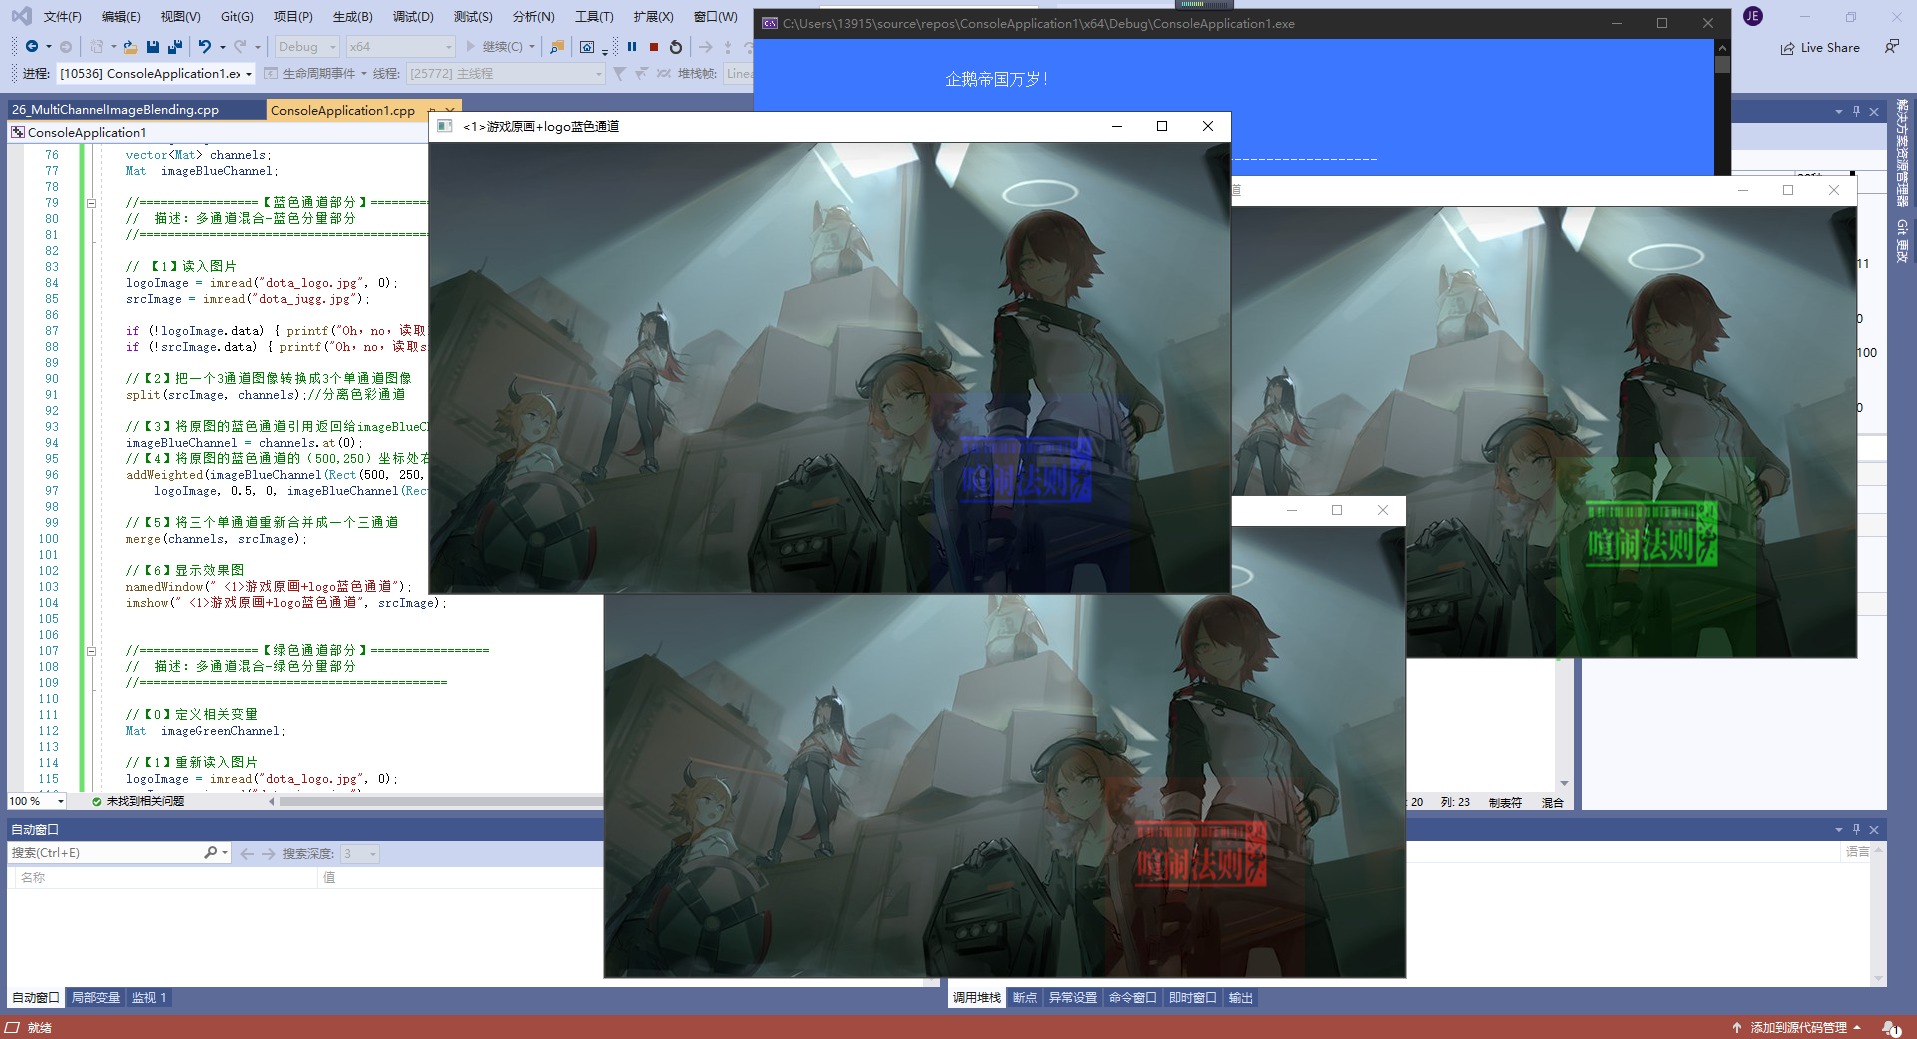 文件(F) 编辑(E) 视图(V) Git(G) 项目(P) 生成(B) 调试(D) 测试(S) 分析(N) 工具(T) 扩展(X) 窗口(W)
C:\Users\13915\source\repos\ConsoleApplication1\x64\Debug\ConsoleApplication1.exe
JE
Debug x64 继续(C)
Live Share
进程: [10536] ConsoleApplication1.ex 生命周期事件 线程: [25772] 主线程 堆栈帧:
企鹅帝国万岁!
26_MultiChannelImageBlending.cpp ConsoleApplication1.cpp
ConsoleApplication1
<1>游戏原画+logo蓝色通道
76 vector<Mat> channels;
77 Mat  imageBlueChannel;
78
79 //=================【蓝色通道部分】=========
80 //  描述：多通道混合-蓝色分量部分
81 //===========================================
82
83 // 【1】读入图片
84 logoImage = imread("dota_logo.jpg", 0);
85 srcImage = imread("dota_jugg.jpg");
86
87 if (!logoImage.data) { printf("Oh，no，读取
88 if (!srcImage.data) { printf("Oh，no，读取s
89
90 //【2】把一个3通道图像转换成3个单通道图像
91 split(srcImage, channels);//分离色彩通道
92
93 //【3】将原图的蓝色通道引用返回给imageBlueCh
94 imageBlueChannel = channels.at(0);
95 //【4】将原图的蓝色通道的（500,250）坐标处右
96 addWeighted(imageBlueChannel(Rect(500, 250,
97 logoImage, 0.5, 0, imageBlueChannel(Rec
98
99 //【5】将三个单通道重新合并成一个三通道
100 merge(channels, srcImage);
101
102 //【6】显示效果图
103 namedWindow(" <1>游戏原画+logo蓝色通道");
104 imshow(" <1>游戏原画+logo蓝色通道", srcImage);
105
106
107 //=================【绿色通道部分】=================
108 //  描述：多通道混合-绿色分量部分
109 //============================================
110
111 //【0】定义相关变量
112 Mat  imageGreenChannel;
113
114 //【1】重新读入图片
115 logoImage = imread("dota_logo.jpg", 0);
喧闹法则
喧闹法则
喧闹法则
道
11
0
100
0
解决方案资源管理器
Git 更改
100 % 未找到相关问题
20 列: 23 制表符 混合
自动窗口
搜索(Ctrl+E) 搜索深度: 3
名称 值
语言
自动窗口 局部变量 监视 1
调用堆栈 断点 异常设置 命令窗口 即时窗口 输出
就绪
添加到源代码管理
1